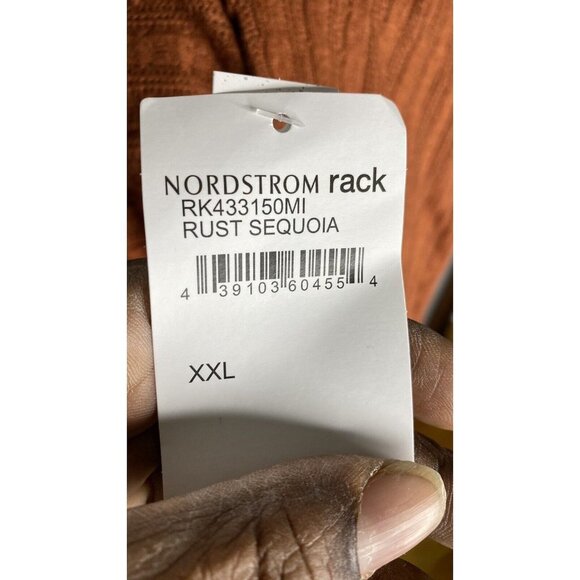 NORDSTROM rack
RK433150MI
RUST SEQUOIA
4 39103 60455 4
XXL